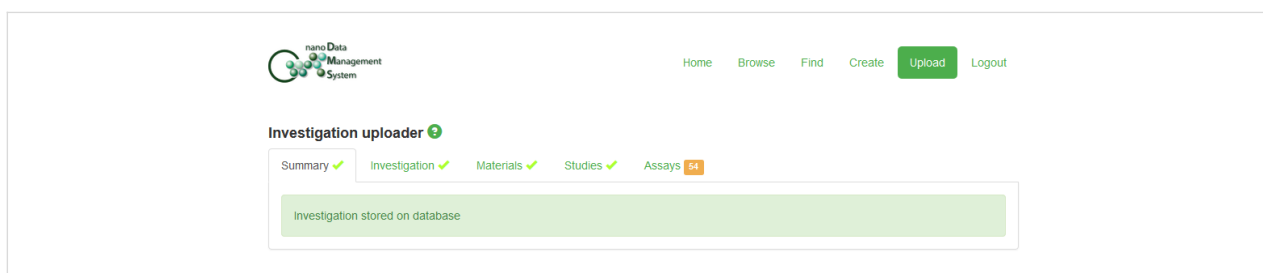 nano Data
Management
System
Home Browse Find Create Upload Logout
Investigation uploader ?
Summary Investigation Materials Studies Assays 54
Investigation stored on database